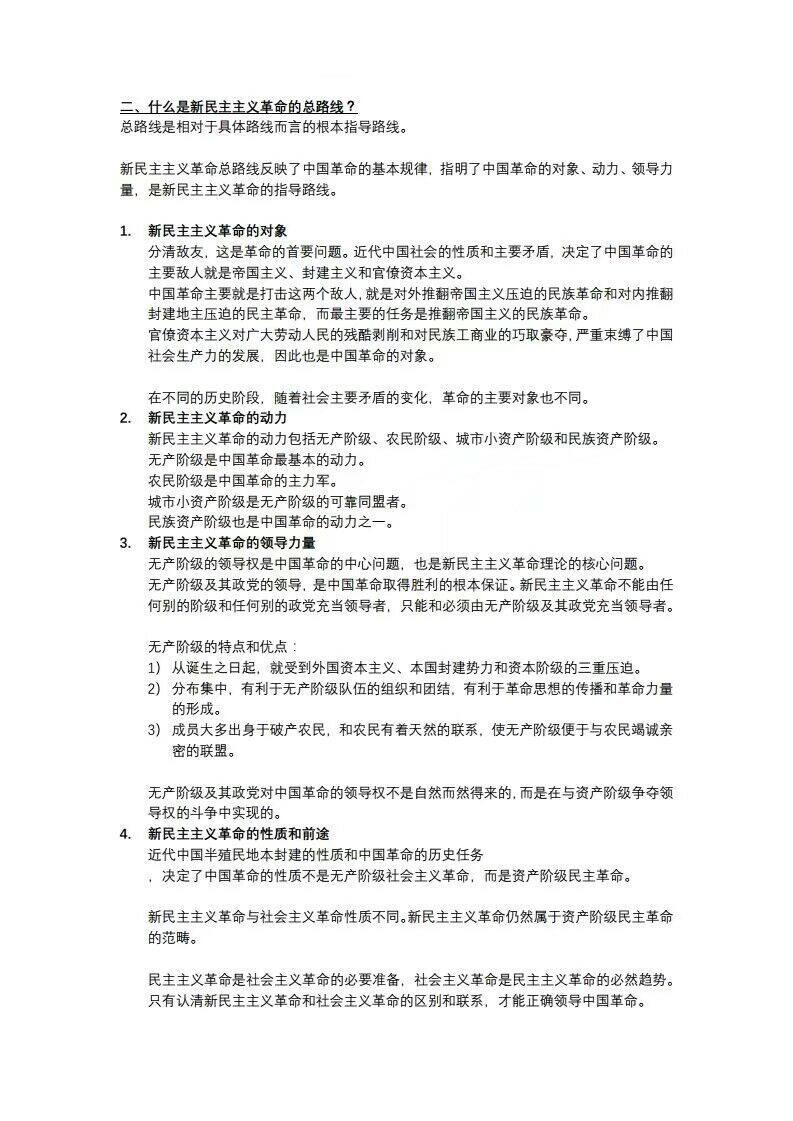 二、什么是新民主主义革命的总路线？
总路线是相对于具体路线而言的根本指导路线。
新民主主义革命总路线反映了中国革命的基本规律，指明了中国革命的对象、动力、领导力
量，是新民主主义革命的指导路线。
1. 新民主主义革命的对象
分清敌友，这是革命的首要问题。近代中国社会的性质和主要矛盾，决定了中国革命的
主要敌人就是帝国主义、封建主义和官僚资本主义。
中国革命主要就是打击这两个敌人，就是对外推翻帝国主义压迫的民族革命和对内推翻
封建地主压迫的民主革命，而最主要的任务是推翻帝国主义的民族革命。
官僚资本主义对广大劳动人民的残酷剥削和对民族工商业的巧取豪夺，严重束缚了中国
社会生产力的发展，因此也是中国革命的对象。
在不同的历史阶段，随着社会主要矛盾的变化，革命的主要对象也不同。
2. 新民主主义革命的动力
新民主主义革命的动力包括无产阶级、农民阶级、城市小资产阶级和民族资产阶级。
无产阶级是中国革命最基本的动力。
农民阶级是中国革命的主力军。
城市小资产阶级是无产阶级的可靠同盟者。
民族资产阶级也是中国革命的动力之一。
3. 新民主主义革命的领导力量
无产阶级的领导权是中国革命的中心问题，也是新民主主义革命理论的核心问题。
无产阶级及其政党的领导，是中国革命取得胜利的根本保证。新民主主义革命不能由任
何别的阶级和任何别的政党充当领导者，只能和必须由无产阶级及其政党充当领导者。
无产阶级的特点和优点：
1) 从诞生之日起，就受到外国资本主义、本国封建势力和资本阶级的三重压迫。
2) 分布集中，有利于无产阶级队伍的组织和团结，有利于革命思想的传播和革命力量
的形成。
3) 成员大多出身于破产农民，和农民有着天然的联系，使无产阶级便于与农民竭诚亲
密的联盟。
无产阶级及其政党对中国革命的领导权不是自然而然得来的，而是在与资产阶级争夺领
导权的斗争中实现的。
4. 新民主主义革命的性质和前途
近代中国半殖民地本封建的性质和中国革命的历史任务
，决定了中国革命的性质不是无产阶级社会主义革命，而是资产阶级民主革命。
新民主主义革命与社会主义革命性质不同。新民主主义革命仍然属于资产阶级民主革命
的范畴。
民主主义革命是社会主义革命的必要准备，社会主义革命是民主主义革命的必然趋势。
只有认清新民主主义革命和社会主义革命的区别和联系，才能正确领导中国革命。